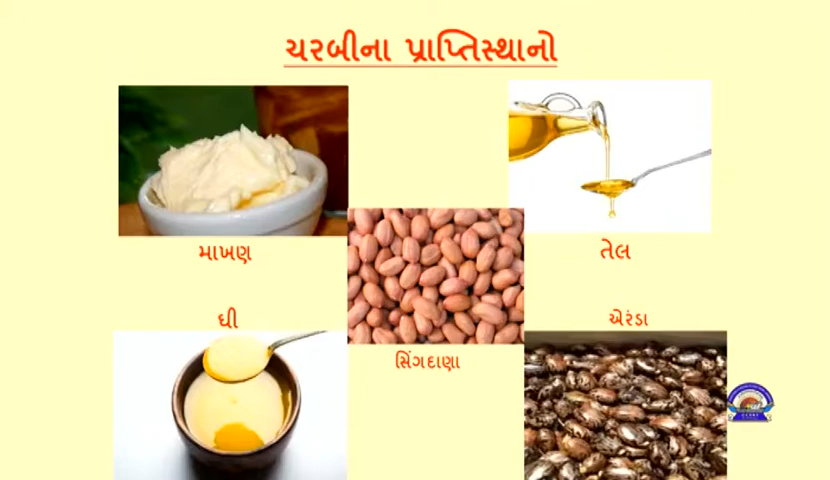 ચરબીના પ્રાપ્તિસ્થાનો
માખણ
તેલ
ઘી
એરંડા
સિંગદાણા